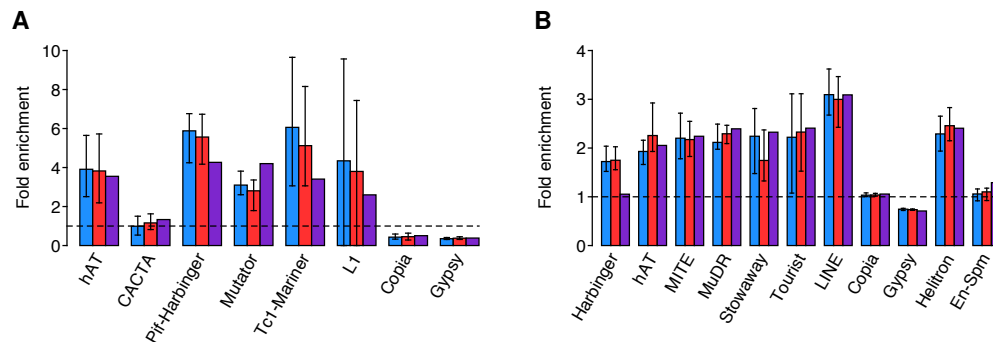 A
Fold enrichment
10
8
6
4
2
0
hAT
CACTA
Pif-Harbinger
Mutator
Tc1-Mariner
L1
Copia
Gypsy
B
Fold enrichment
4
3
2
1
0
Harbinger
hAT
MITE
MuDR
Stowaway
Tourist
LINE
Copia
Gypsy
Helitron
En-Spm